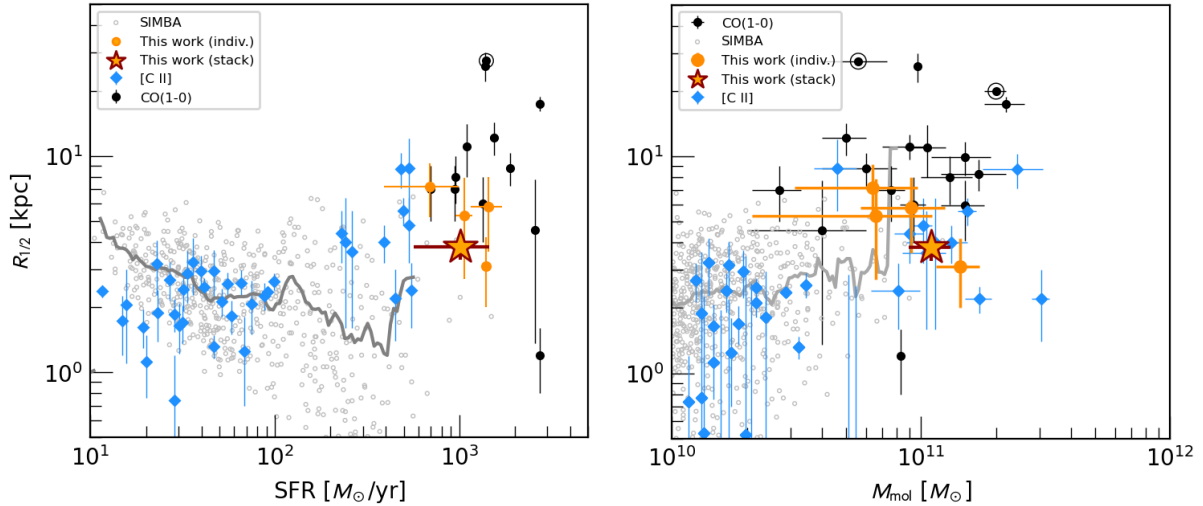 SIMBA
This work (indiv.)
This work (stack)
[C II]
CO(1-0)
10¹
10⁰
R₁/₂ [kpc]
10¹
10²
10³
SFR [M⊙/yr]
CO(1-0)
SIMBA
This work (indiv.)
This work (stack)
[C II]
10¹
10⁰
10¹⁰
10¹¹
10¹²
Mmol [M⊙]